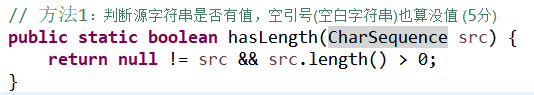 // 方法1：判断源字符串是否有值，空引号(空白字符串)也算没值 (5分)
public static boolean hasLength(CharSequence src) {
return null != src && src.length() > 0;
}